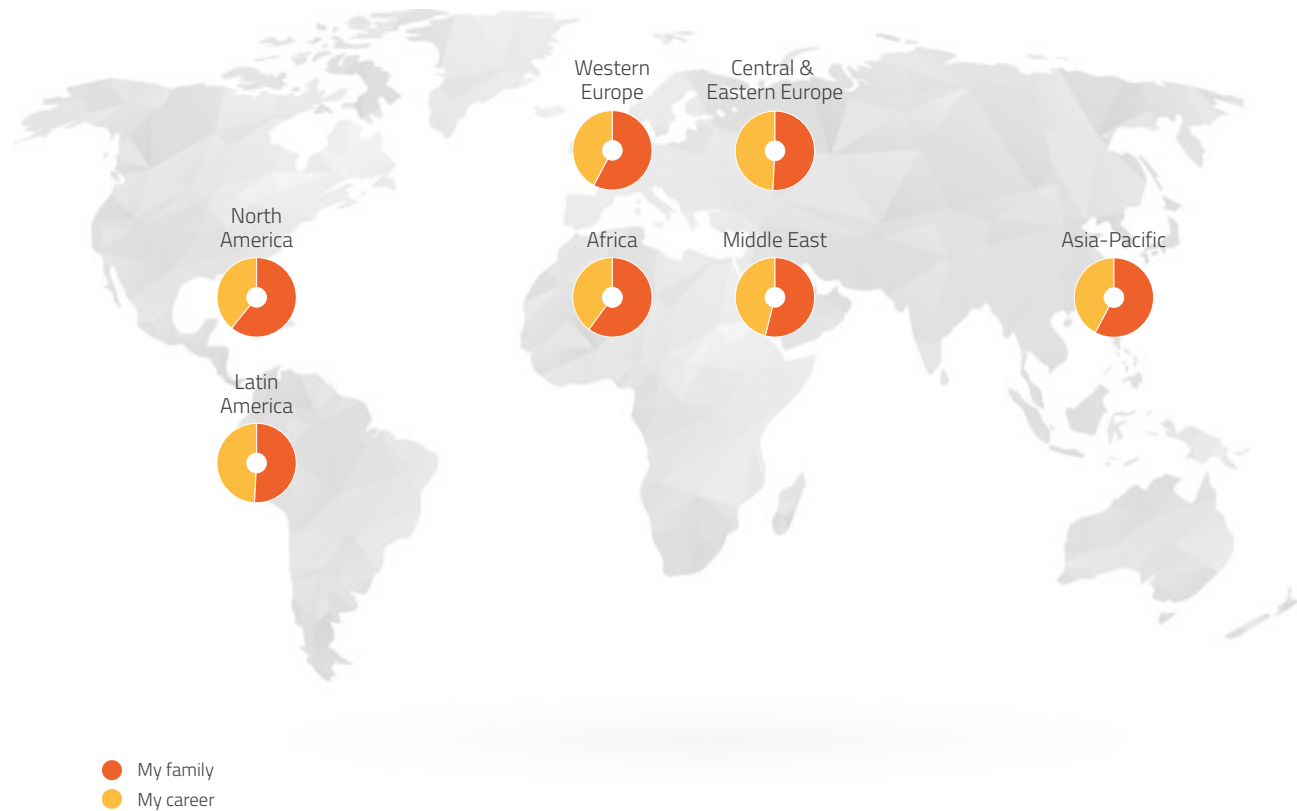 Western
Europe
Central &
Eastern Europe
North
America
Africa
Middle East
Asia-Pacific
Latin
America
My family
My career